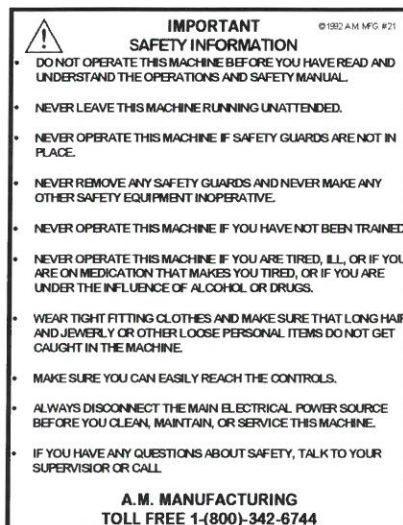 IMPORTANT
©1992 A.M. MFG. #21
SAFETY INFORMATION
• DO NOT OPERATE THIS MACHINE BEFORE YOU HAVE READ AND
UNDERSTAND THE OPERATIONS AND SAFETY MANUAL.
• NEVER LEAVE THIS MACHINE RUNNING UNATTENDED.
• NEVER OPERATE THIS MACHINE IF SAFETY GUARDS ARE NOT IN
PLACE.
• NEVER REMOVE ANY SAFETY GUARDS AND NEVER MAKE ANY
OTHER SAFETY EQUIPMENT INOPERATIVE.
• NEVER OPERATE THIS MACHINE IF YOU HAVE NOT BEEN TRAINED
• NEVER OPERATE THIS MACHINE IF YOU ARE TIRED, ILL, OR IF YOU
ARE ON MEDICATION THAT MAKES YOU TIRED, OR IF YOU ARE
UNDER THE INFLUENCE OF ALCOHOL OR DRUGS.
• WEAR TIGHT FITTING CLOTHES AND MAKE SURE THAT LONG HAIR
AND JEWERLY OR OTHER LOOSE PERSONAL ITEMS DO NOT GET
CAUGHT IN THE MACHINE.
• MAKE SURE YOU CAN EASILY REACH THE CONTROLS.
• ALWAYS DISCONNECT THE MAIN ELECTRICAL POWER SOURCE
BEFORE YOU CLEAN, MAINTAIN, OR SERVICE THIS MACHINE.
• IF YOU HAVE ANY QUESTIONS ABOUT SAFETY, TALK TO YOUR
SUPERVISIOR OR CALL
A.M. MANUFACTURING
TOLL FREE 1-(800)-342-6744